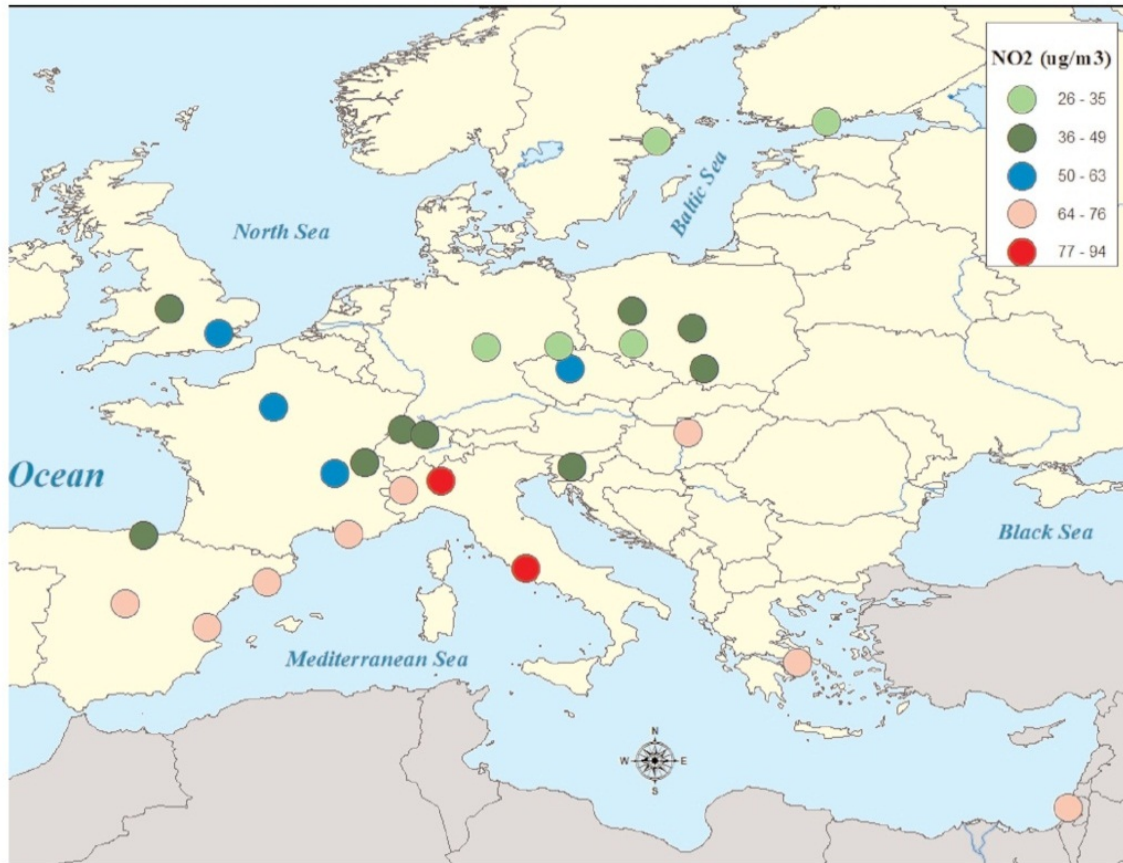 NO2 (ug/m3)
26 - 35
36 - 49
50 - 63
64 - 76
77 - 94
North Sea
Baltic Sea
Ocean
Black Sea
Mediterranean Sea
N
W E
S